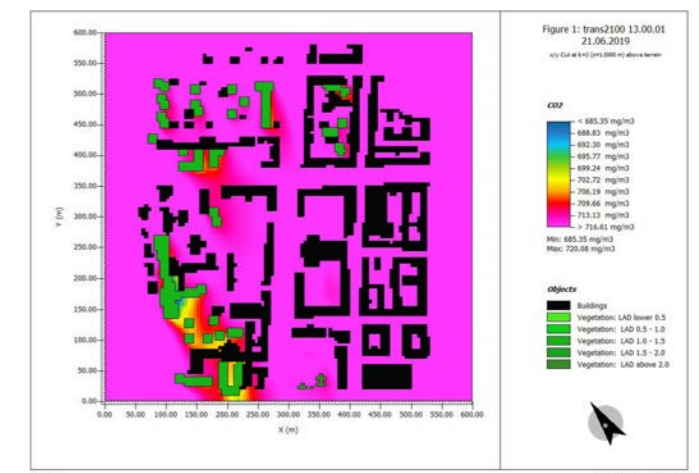 Figure 1: trans2100 13.00.01
21.06.2019
x/y Cut at k=2 (z=1.0000 m) above terrain
600.00
550.00
500.00
450.00
400.00
350.00
300.00
250.00
200.00
150.00
100.00
50.00
0.00
Y (m)
0.00 50.00 100.00 150.00 200.00 250.00 300.00 350.00 400.00 450.00 500.00 550.00 600.00
X (m)
CO2
< 685.35 mg/m3
688.83 mg/m3
692.30 mg/m3
695.77 mg/m3
699.24 mg/m3
702.72 mg/m3
706.19 mg/m3
709.66 mg/m3
713.13 mg/m3
> 716.61 mg/m3
Min: 685.35 mg/m3
Max: 720.08 mg/m3
Objects
Buildings
Vegetation: LAD lower 0.5
Vegetation: LAD 0.5 - 1.0
Vegetation: LAD 1.0 - 1.5
Vegetation: LAD 1.5 - 2.0
Vegetation: LAD above 2.0